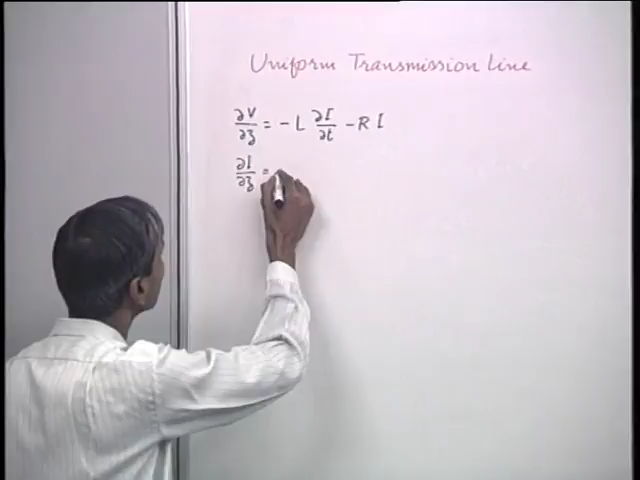 Uniform Transmission Line
∂V/∂z = - L ∂I/∂t - R I
∂I/∂z =